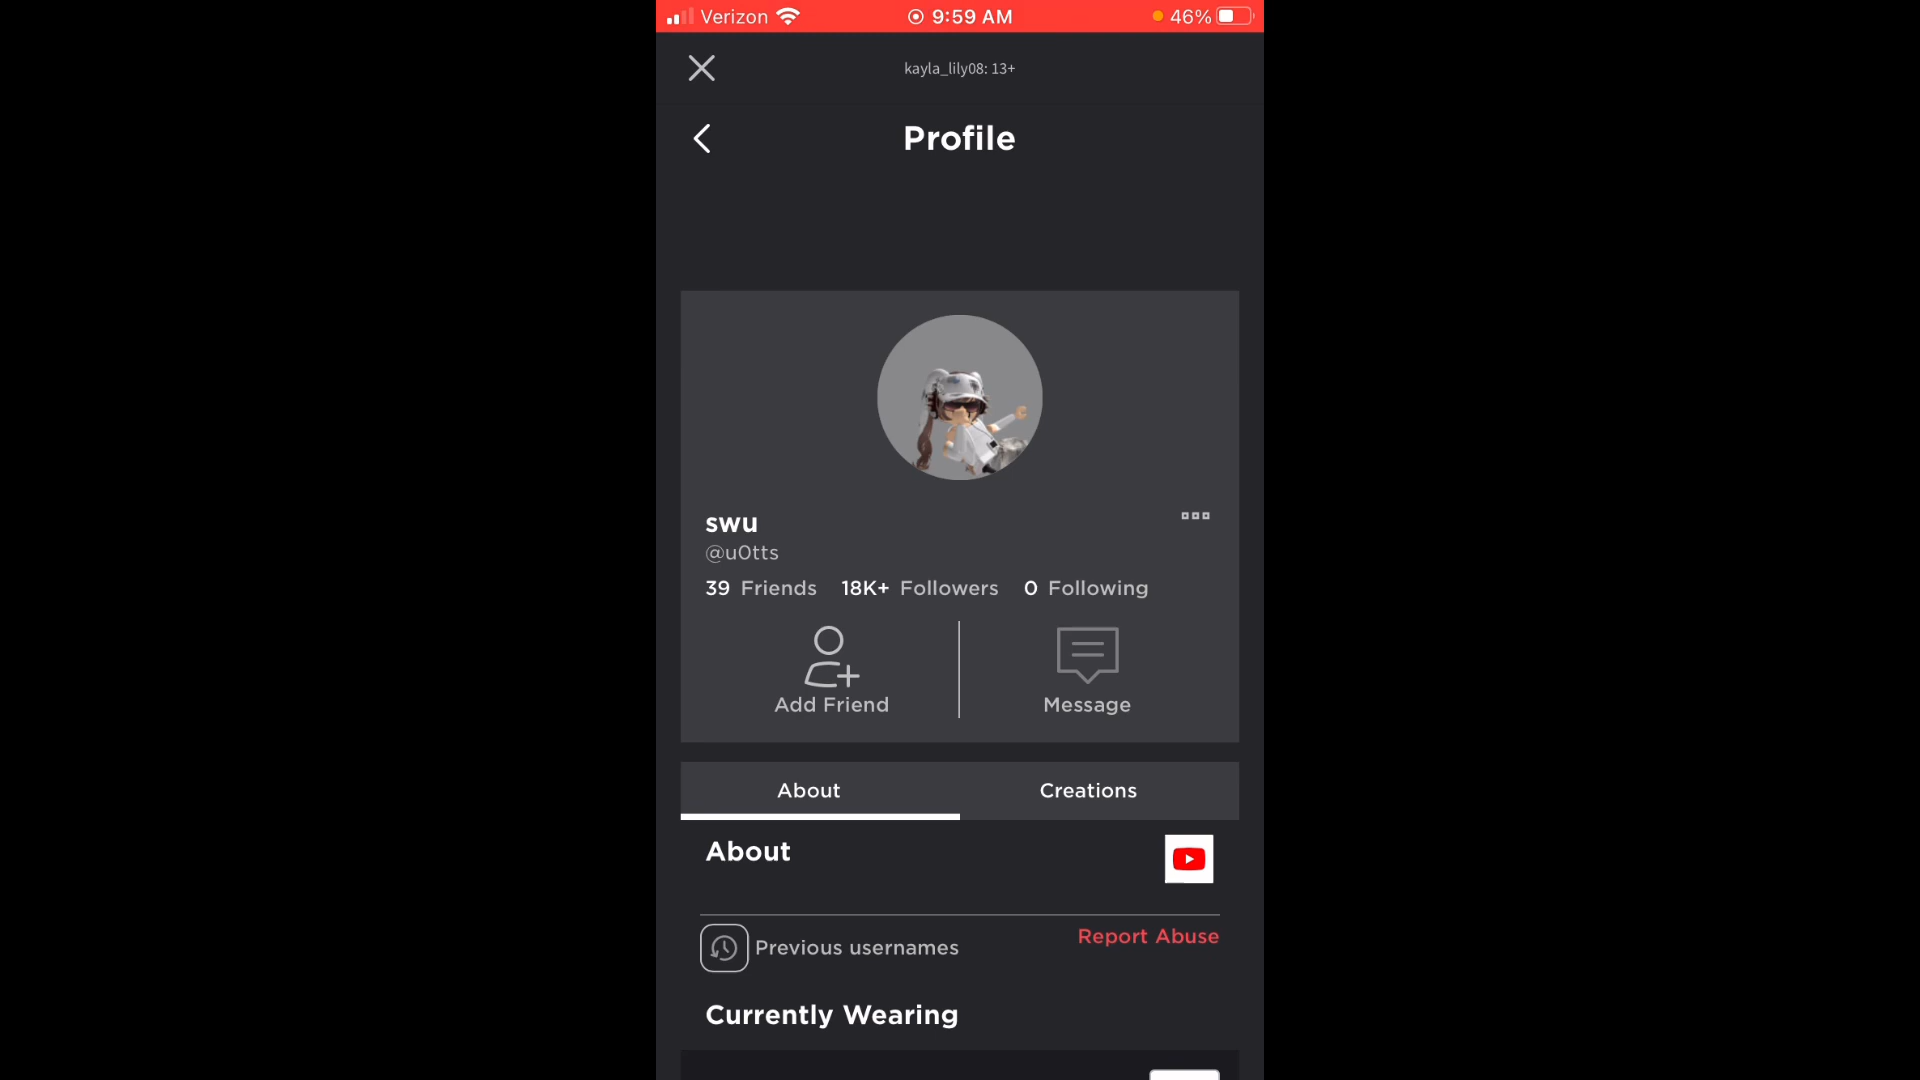 Verizon 9:59 AM 46%
kayla_lily08: 13+
Profile
swu
@u0tts
39 Friends 18K+ Followers 0 Following
Add Friend Message
About Creations
About
Previous usernames Report Abuse
Currently Wearing